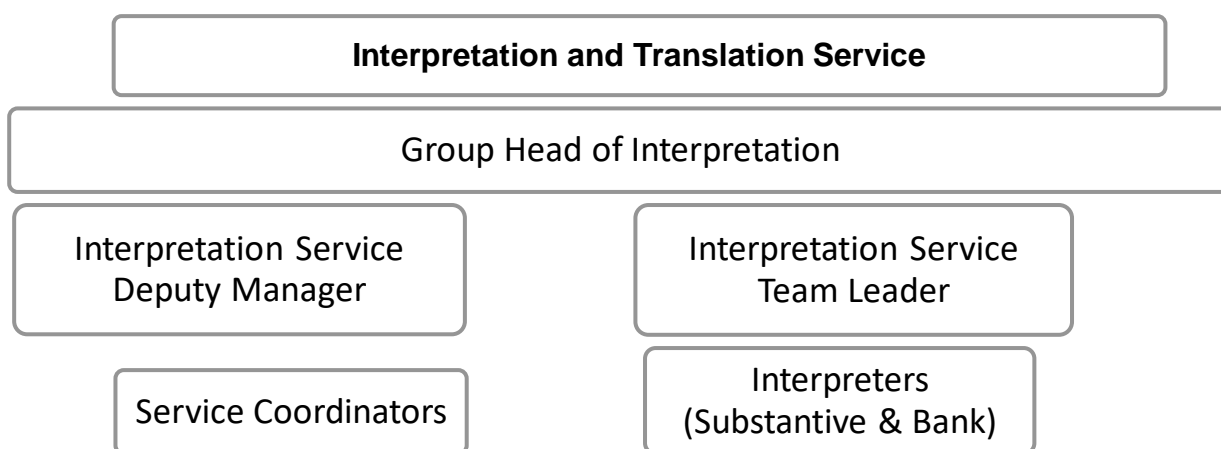 Interpretation and Translation Service
Group Head of Interpretation
Interpretation Service
Deputy Manager
Interpretation Service
Team Leader
Service Coordinators
Interpreters
(Substantive & Bank)